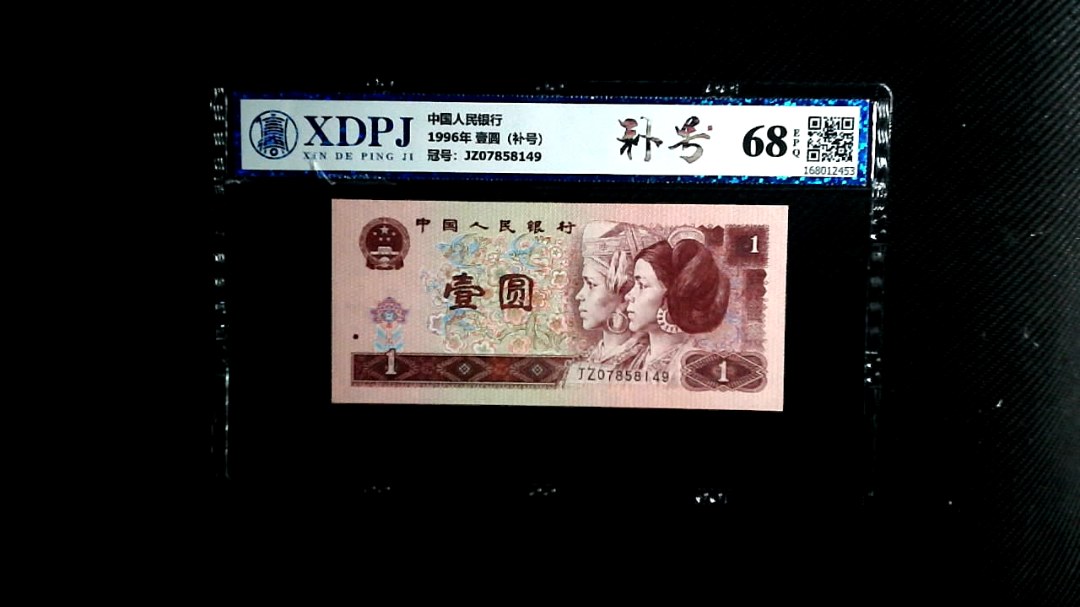 XDPJ
XIN DE PING JI
中国人民银行
1996年 壹圆（补号）
冠号：JZ07858149
补号
68
EPQ
168012453
中国人民银行
1
壹圆
1
JZ07858149
1